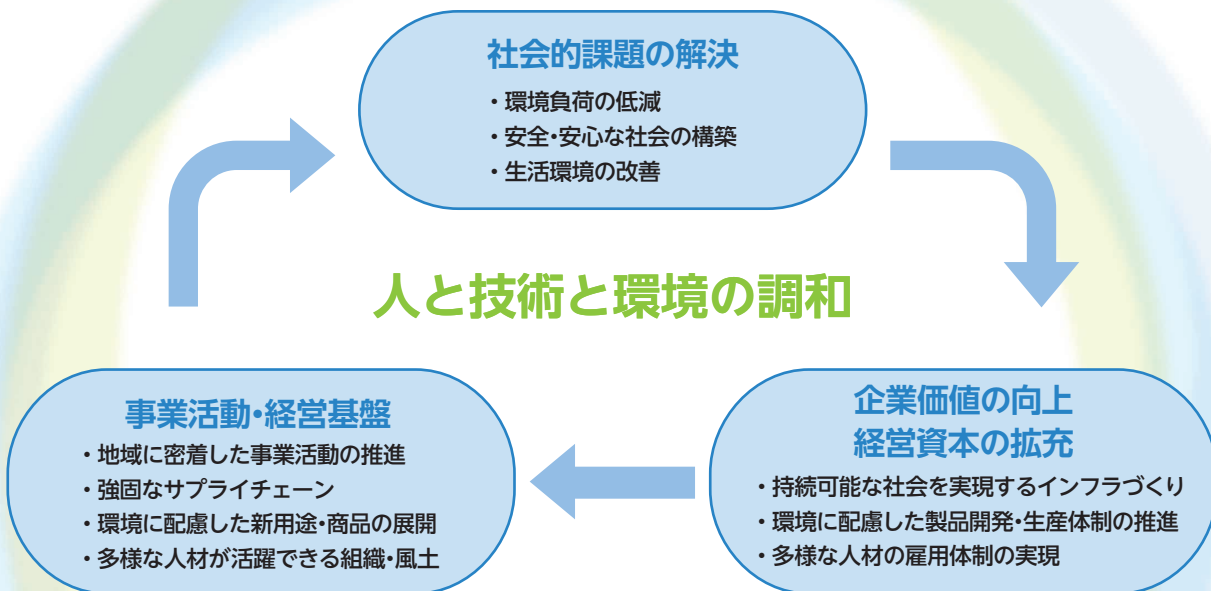 社会的課題の解決
・環境負荷の低減
・安全・安心な社会の構築
・生活環境の改善
人と技術と環境の調和
事業活動・経営基盤
・地域に密着した事業活動の推進
・強固なサプライチェーン
・環境に配慮した新用途・商品の展開
・多様な人材が活躍できる組織・風土
企業価値の向上
経営資本の拡充
・持続可能な社会を実現するインフラづくり
・環境に配慮した製品開発・生産体制の推進
・多様な人材の雇用体制の実現